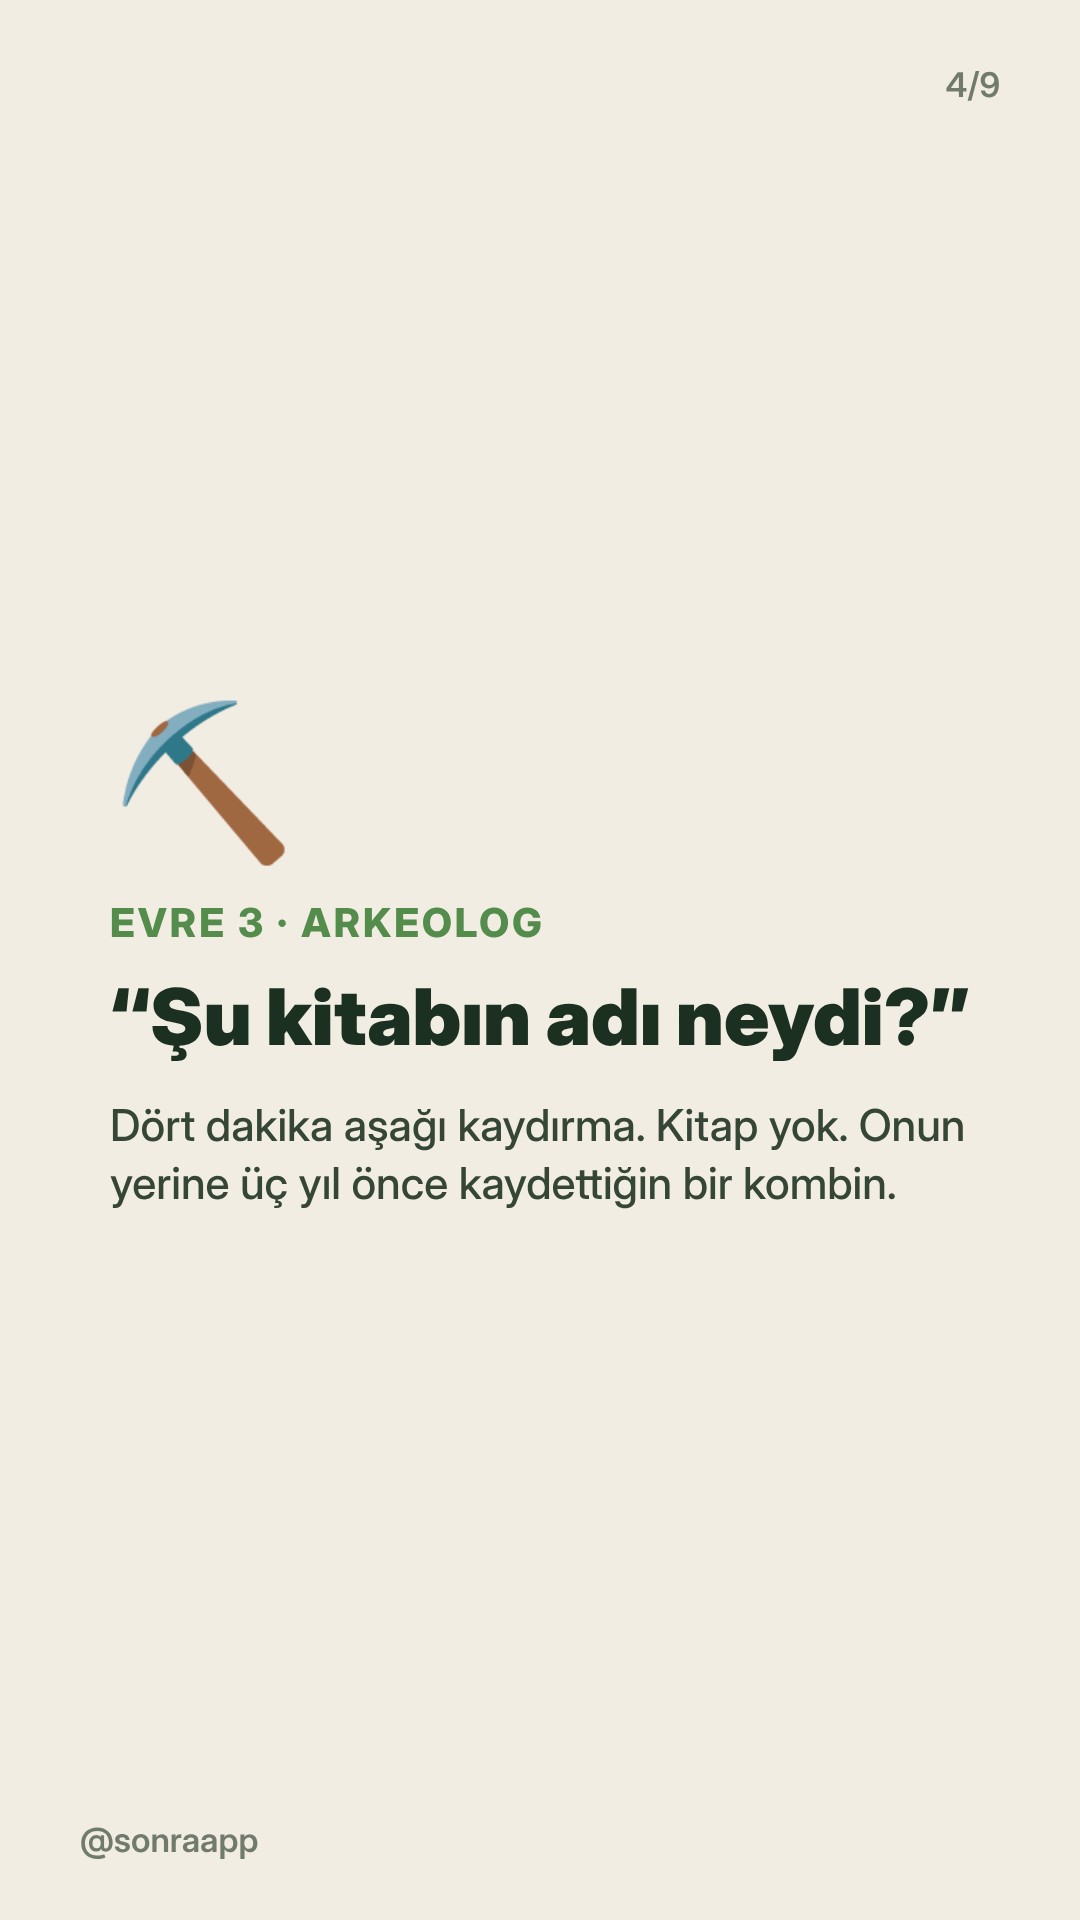 4/9
EVRE 3 · ARKEOLOG
“Şu kitabın adı neydi?”
Dört dakika aşağı kaydırma. Kitap yok. Onun
yerine üç yıl önce kaydettiğin bir kombin.
@sonraapp